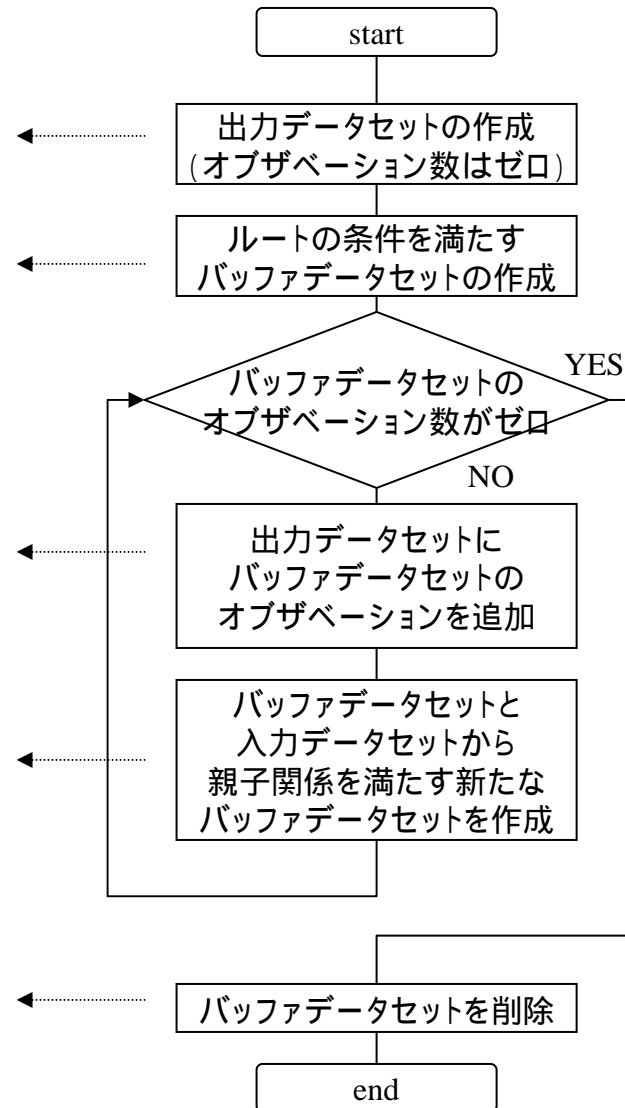 start
出力データセットの作成
(オブザベーション数はゼロ)
ルートの条件を満たす
バッファデータセットの作成
バッファデータセットの
オブザベーション数がゼロ
YES
NO
出力データセットに
バッファデータセットの
オブザベーションを追加
バッファデータセットと
入力データセットから
親子関係を満たす新たな
バッファデータセットを作成
バッファデータセットを削除
end